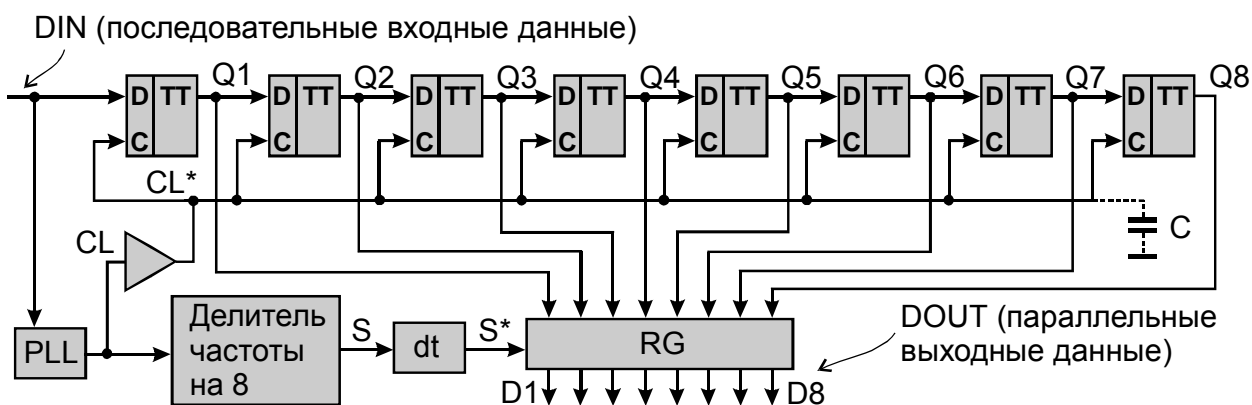 DIN (последовательные входные данные)
Q1 Q2 Q3 Q4 Q5 Q6 Q7 Q8
D TT D TT D TT D TT D TT D TT D TT D TT
C C C C C C C C
CL*
CL
C
Делитель
частоты
на 8
S
S*
DOUT (параллельные
выходные данные)
PLL
dt
RG
D1
D8